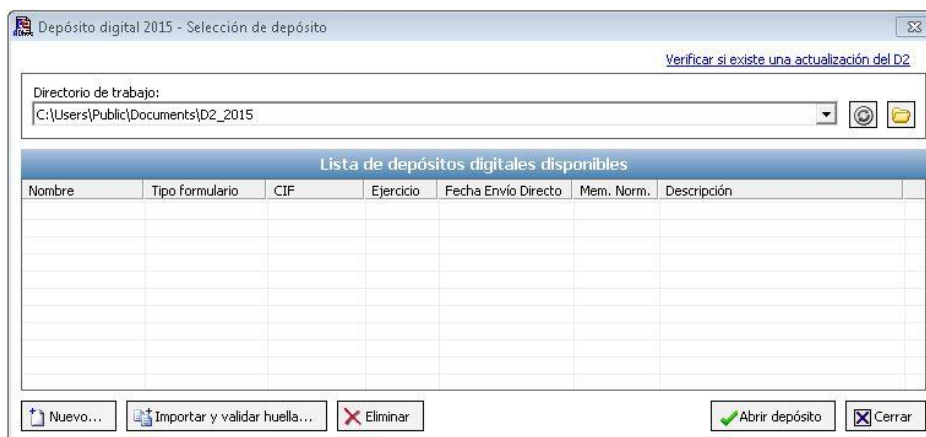 Depósito digital 2015 - Selección de depósito
Verificar si existe una actualización del D2
Directorio de trabajo:
C:\Users\Public\Documents\D2_2015
Lista de depósitos digitales disponibles
Nombre Tipo formulario CIF Ejercicio Fecha Envío Directo Mem. Norm. Descripción
Nuevo... Importar y validar huella... Eliminar Abrir depósito Cerrar